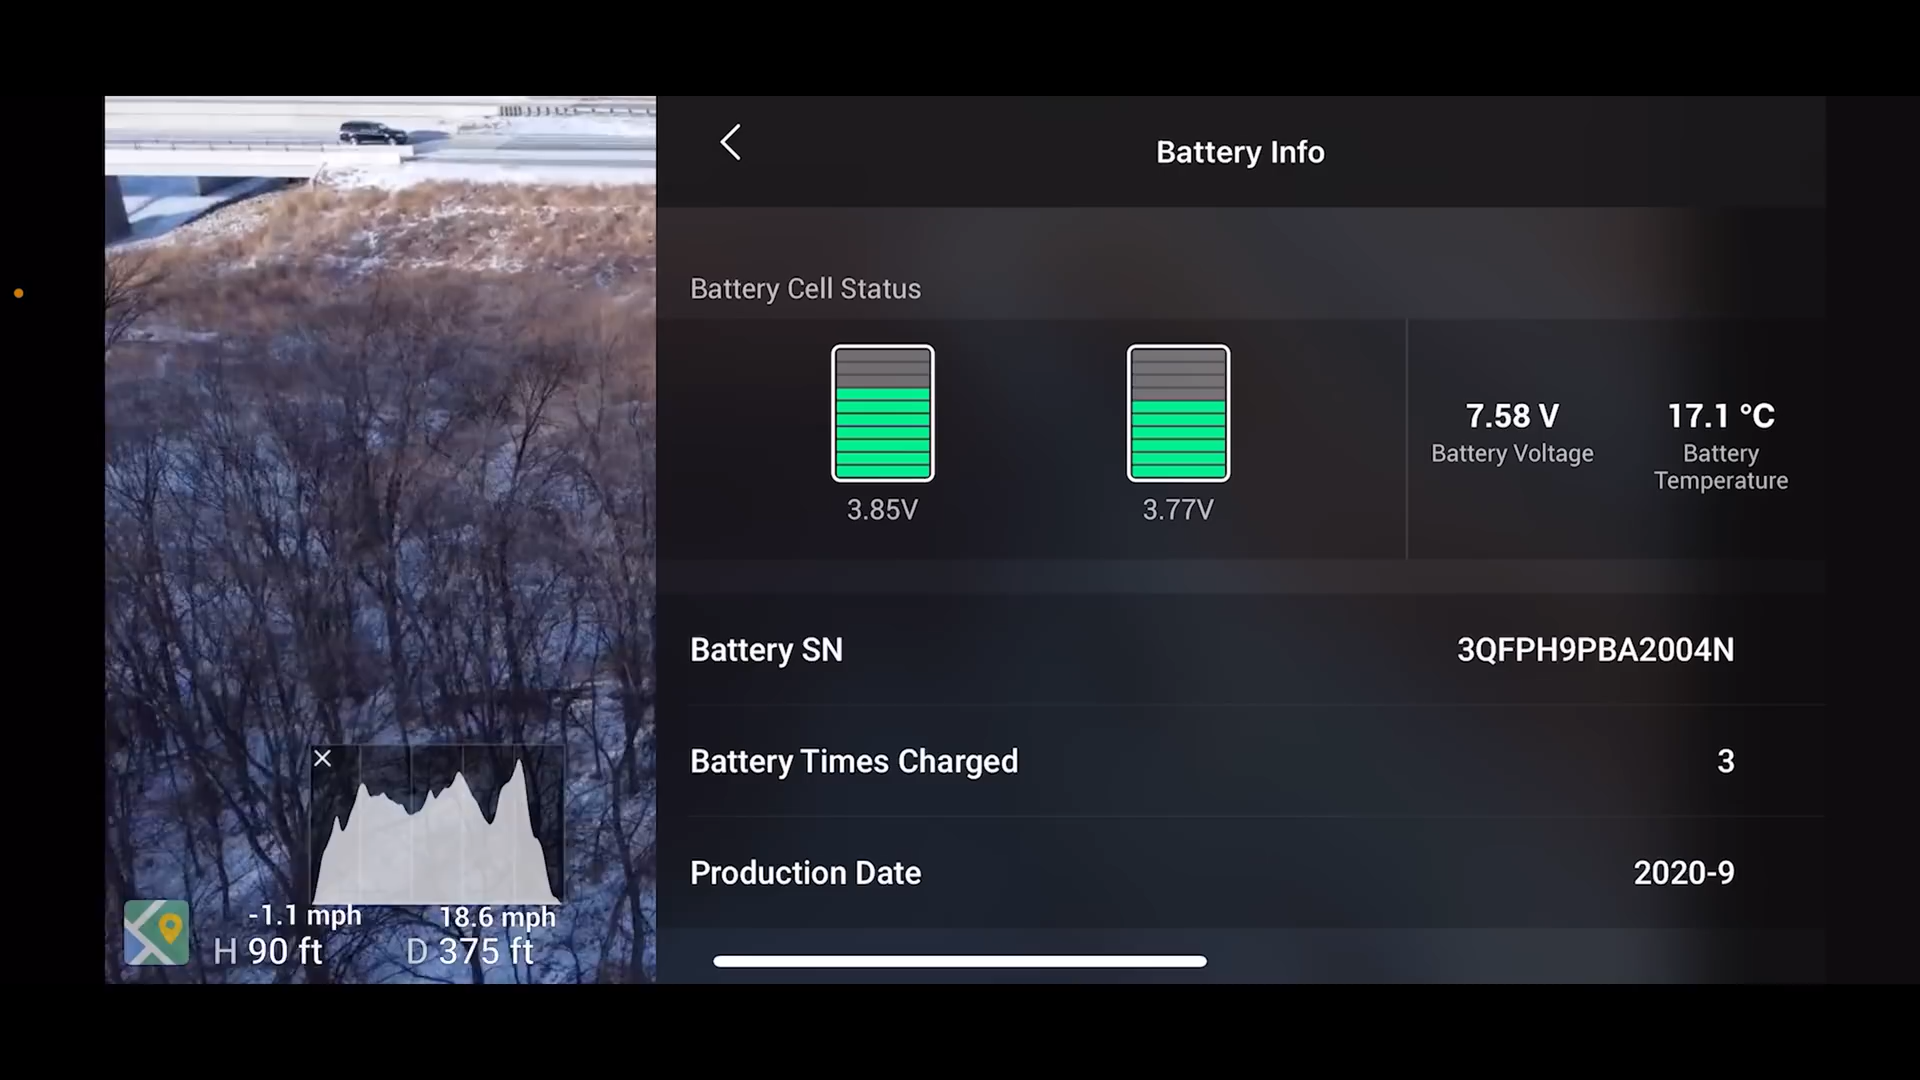 Battery Info
Battery Cell Status
3.85V
3.77V
7.58 V
Battery Voltage
17.1 °C
Battery
Temperature
Battery SN
3QFPH9PBA2004N
Battery Times Charged
3
Production Date
2020-9
-1.1 mph
18.6 mph
H 90 ft
D 375 ft